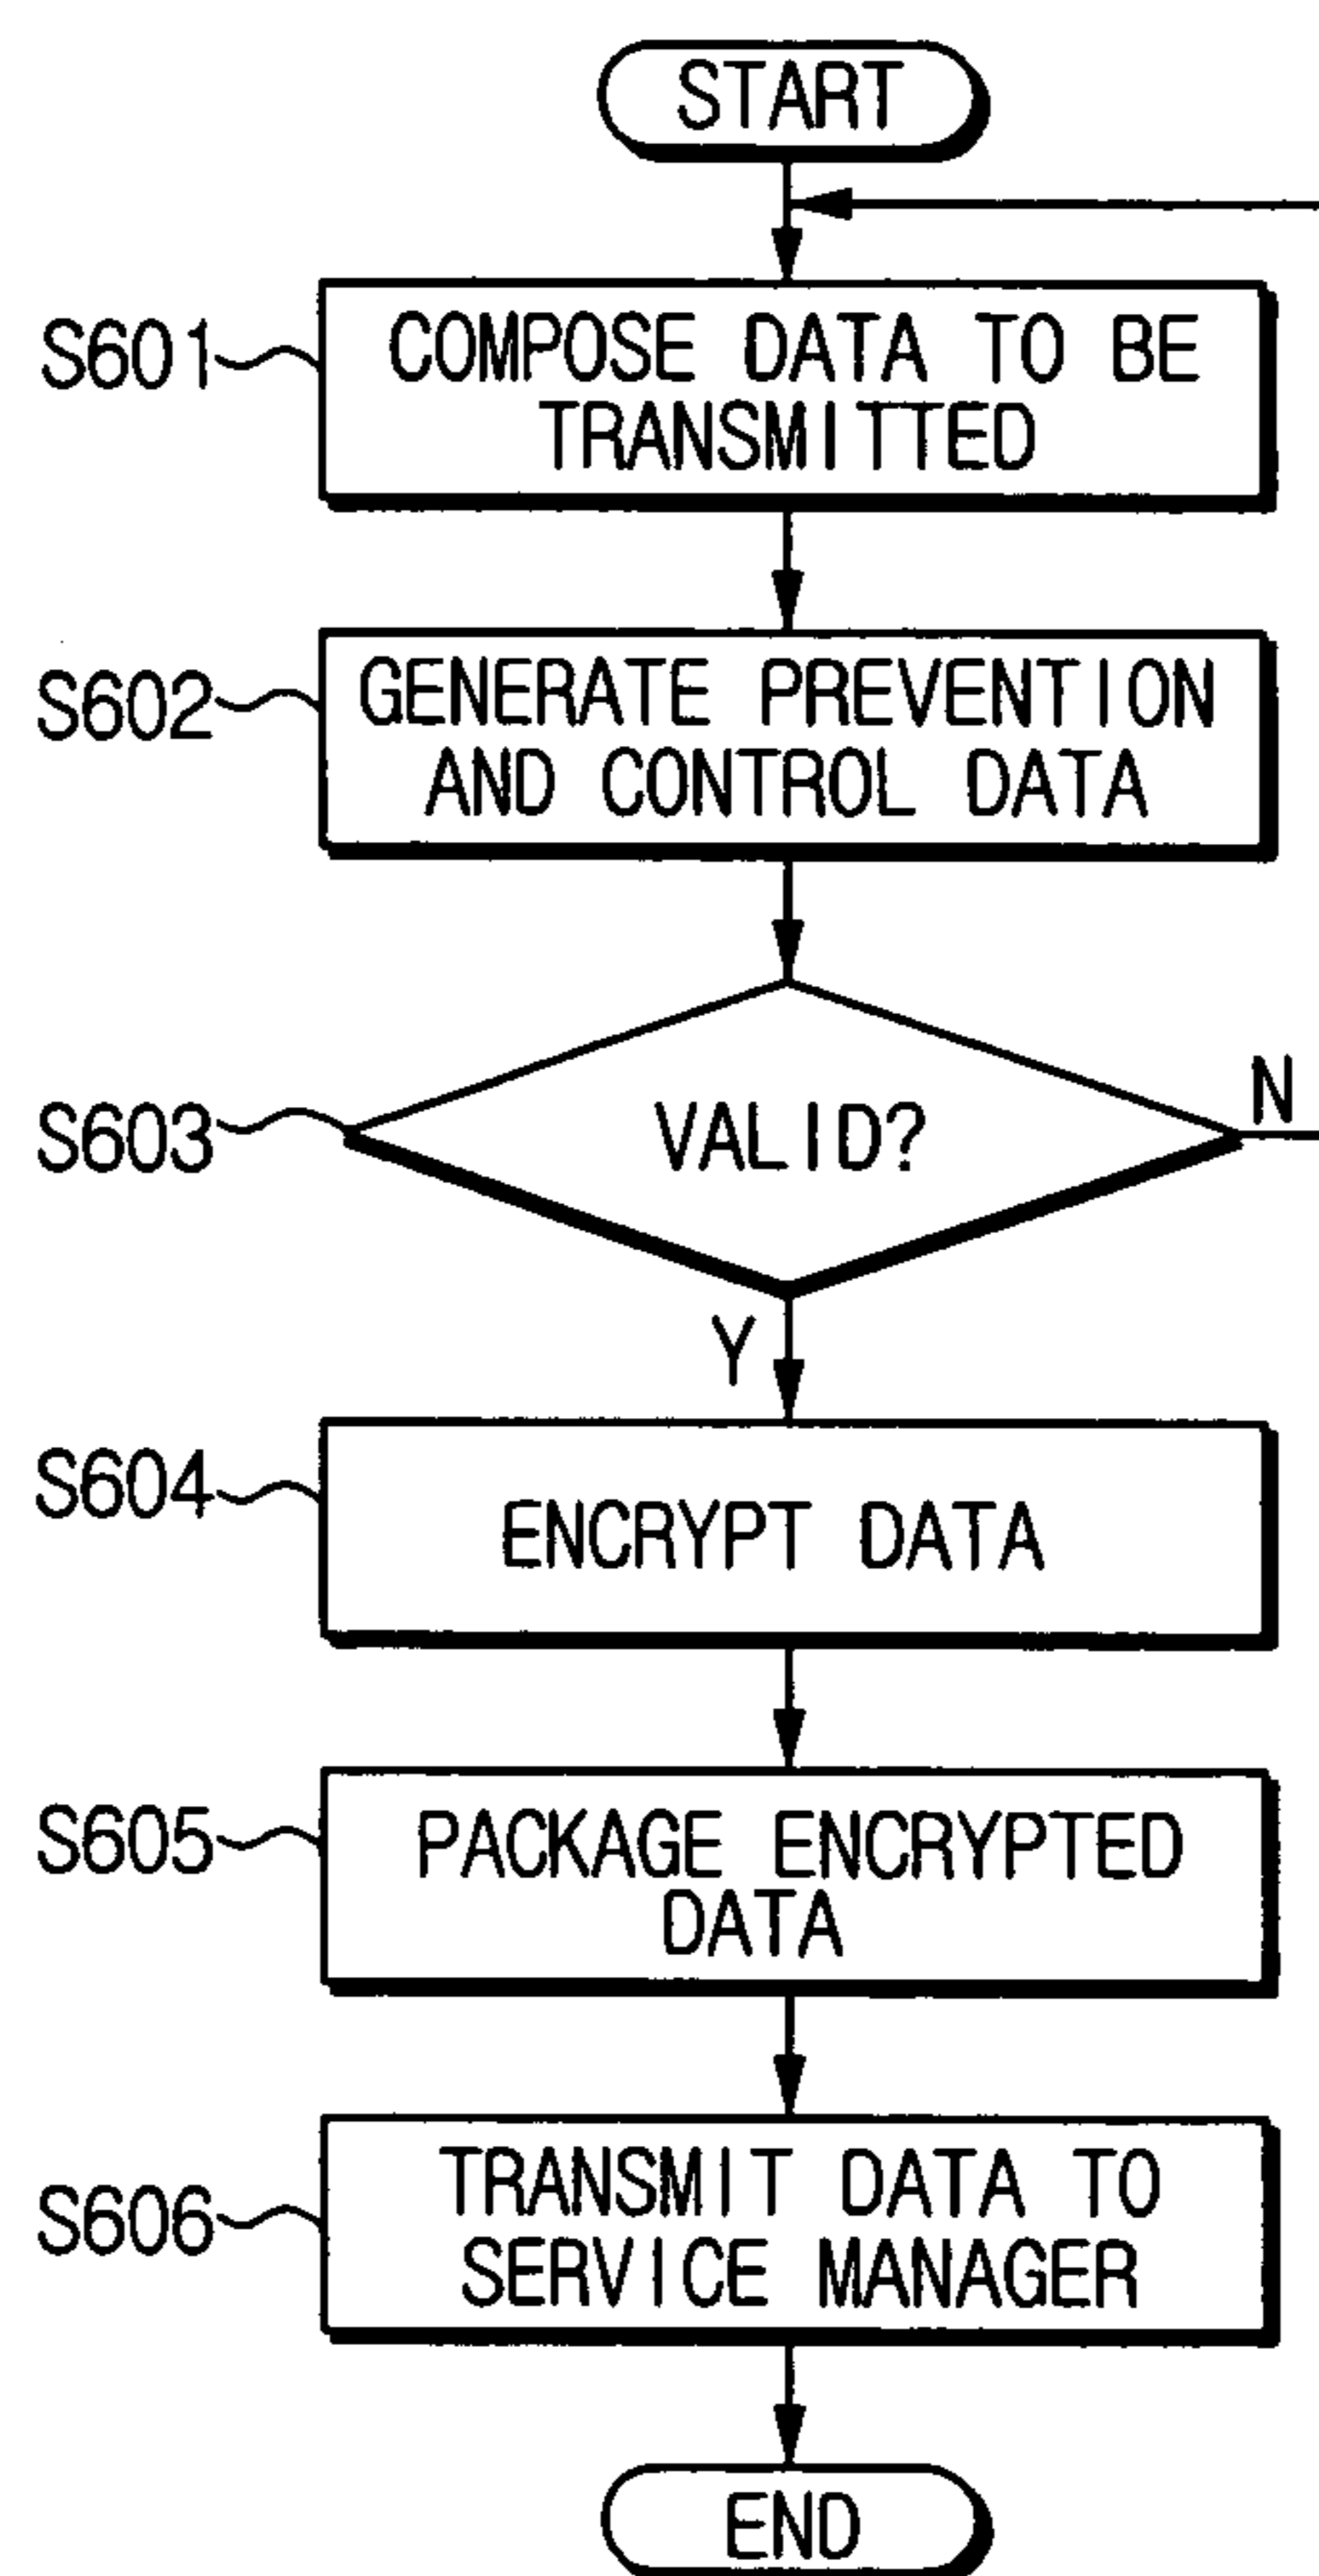 START
S601
COMPOSE DATA TO BE
TRANSMITTED
S602
GENERATE PREVENTION
AND CONTROL DATA
S603
VALID?
N
Y
S604
ENCRYPT DATA
S605
PACKAGE ENCRYPTED
DATA
S606
TRANSMIT DATA TO
SERVICE MANAGER
END